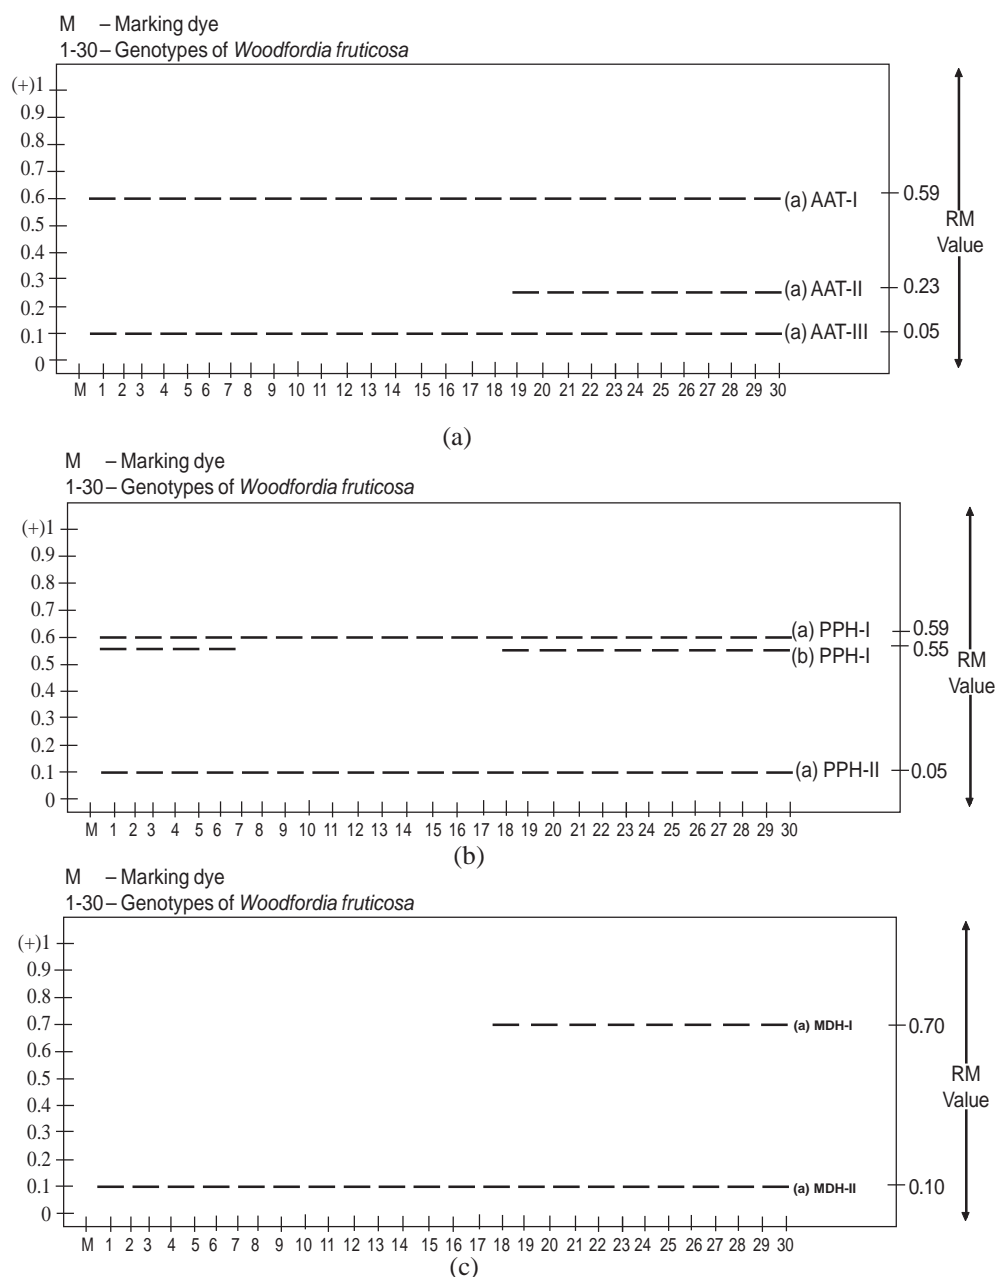 M – Marking dye
1-30 – Genotypes of Woodfordia fruticosa
(+)1
0.9
0.8
0.7
0.6
0.5
0.4
0.3
0.2
0.1
0
(a) AAT-I
0.59
(a) AAT-II
0.23
(a) AAT-III
0.05
RM
Value
M 1 2 3 4 5 6 7 8 9 10 11 12 13 14 15 16 17 18 19 20 21 22 23 24 25 26 27 28 29 30
(a)
M – Marking dye
1-30 – Genotypes of Woodfordia fruticosa
(+)1
0.9
0.8
0.7
0.6
0.5
0.4
0.3
0.2
0.1
0
(a) PPH-I
0.59
(b) PPH-I
0.55
(a) PPH-II
0.05
RM
Value
M 1 2 3 4 5 6 7 8 9 10 11 12 13 14 15 16 17 18 19 20 21 22 23 24 25 26 27 28 29 30
(b)
M – Marking dye
1-30 – Genotypes of Woodfordia fruticosa
(+)1
0.9
0.8
0.7
0.6
0.5
0.4
0.3
0.2
0.1
0
(a) MDH-I
0.70
(a) MDH-II
0.10
RM
Value
M 1 2 3 4 5 6 7 8 9 10 11 12 13 14 15 16 17 18 19 20 21 22 23 24 25 26 27 28 29 30
(c)